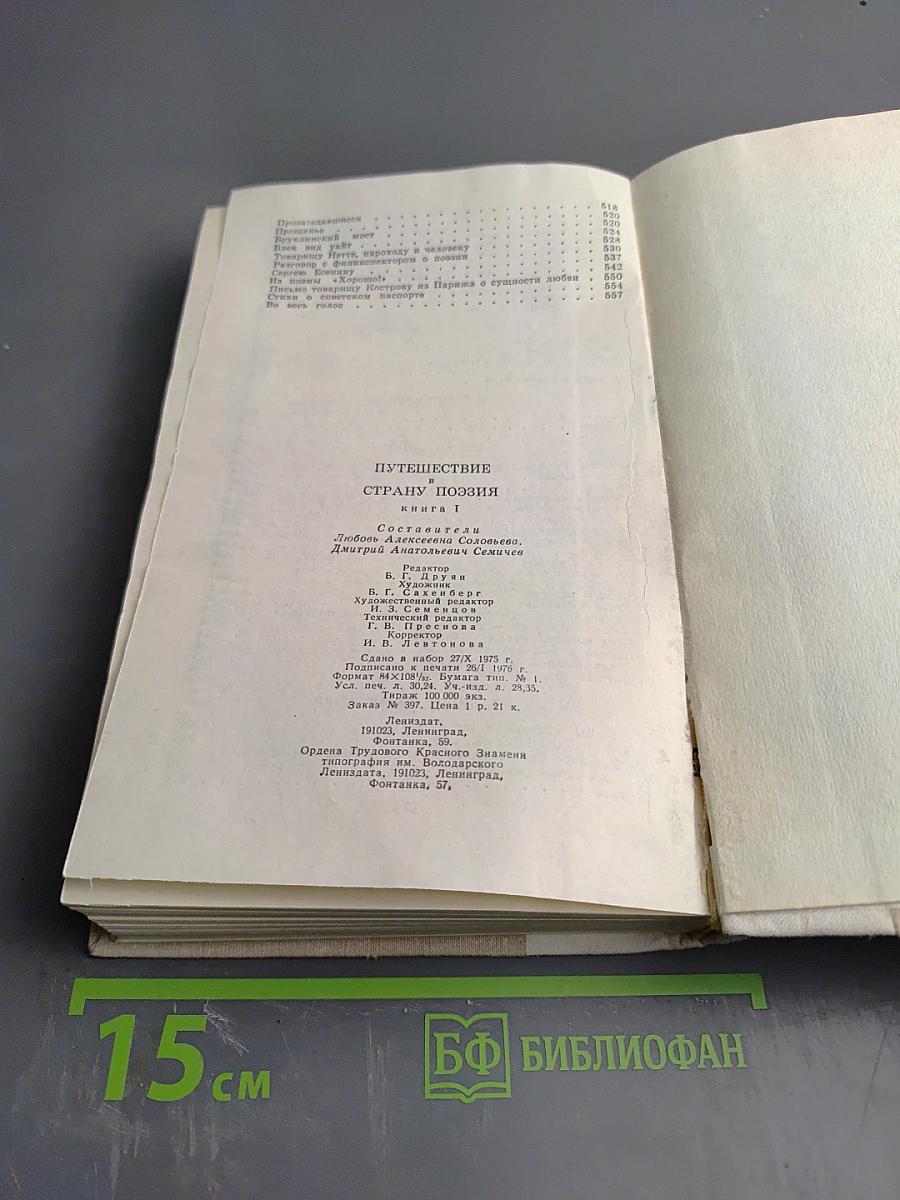 Прозаседавшиеся . . . 518
Прощанье . . . 520
Бруклинский мост . . . 520
Блек энд уайт . . . 524
Товарищу Нетте, пароходу и человеку . . . 528
Разговор с фининспектором о поэзии . . . 530
Сергею Есенину . . . 537
Из поэмы «Хорошо!» . . . 542
Письмо товарищу Кострову из Парижа о сущности любви . . . 550
Стихи о советском паспорте . . . 554
Во весь голос . . . 557
ПУТЕШЕСТВИЕ
в
СТРАНУ ПОЭЗИЯ
книга I
Составители
Любовь Алексеевна Соловьева,
Дмитрий Анатольевич Семичев
Редактор
Б. Г. Друян
Художник
Б. Г. Сахенберг
Художественный редактор
И. З. Семенцов
Технический редактор
Г. В. Преснова
Корректор
И. В. Левтонова
Сдано в набор 27/X 1975 г.
Подписано к печати 26/I 1976 г.
Формат 84×108¹/₃₂. Бумага тип. № 1.
Усл. печ. л. 30,24. Уч.-изд. л. 28,35.
Тираж 100 000 экз.
Заказ № 397. Цена 1 р. 21 к.
Лениздат,
191023, Ленинград,
Фонтанка, 59.
Ордена Трудового Красного Знамени
типография им. Володарского
Лениздата, 191023, Ленинград,
Фонтанка, 57.
15 см
БФ БИБЛИОФАН